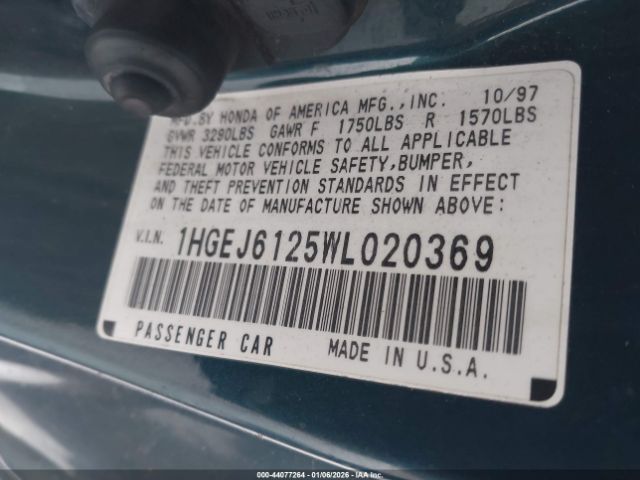 MFD.BY HONDA OF AMERICA MFG.,INC. 10/97
GVWR 3290LBS GAWR F 1750LBS R 1570LBS
THIS VEHICLE CONFORMS TO ALL APPLICABLE
FEDERAL MOTOR VEHICLE SAFETY,BUMPER,
AND THEFT PREVENTION STANDARDS IN EFFECT
ON THE DATE OF MANUFACTURE SHOWN ABOVE:
V.I.N. 1HGEJ6125WL020369
PASSENGER CAR MADE IN U.S.A.
000-44077264 - 01/06/2026 - IAA Inc.